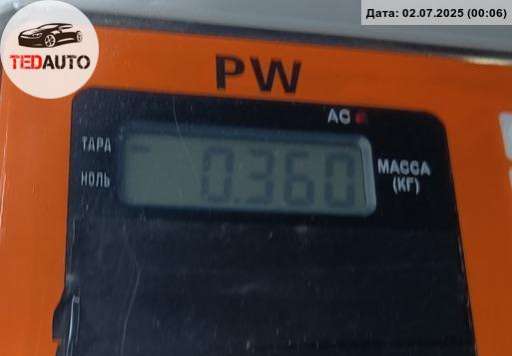 Дата: 02.07.2025 (00:06)
TEDAUTO
PW
AC
ТАРА
НОЛЬ
0.360
МАССА
(КГ)